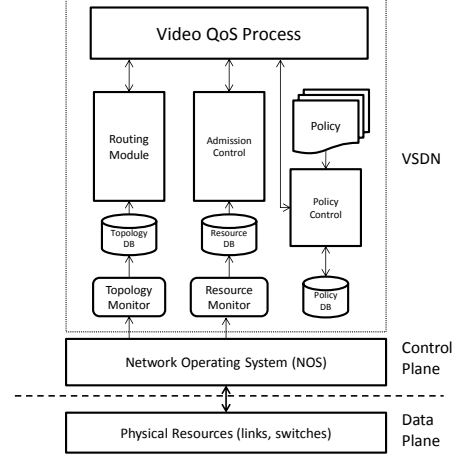 Video QoS Process
Routing
Module
Admission
Control
Policy
VSDN
Policy
Control
Topology
DB
Resource
DB
Topology
Monitor
Resource
Monitor
Policy
DB
Network Operating System (NOS)
Control
Plane
Physical Resources (links, switches)
Data
Plane